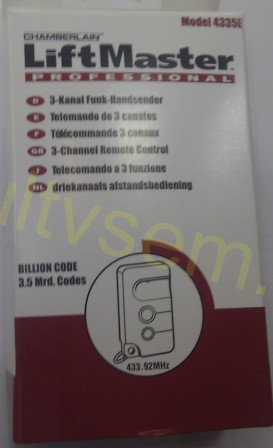 Model 4335E
CHAMBERLAIN
LiftMaster
PROFESSIONAL
D 3-Kanal Funk-Handsender
E Telemando de 3 canales
F Télécommande 3 canaux
GB 3-Channel Remote Control
I Telecomando a 3 funzione
NL driekanaals afstandsbediening
BILLION CODE
3.5 Mrd. Codes
433.92MHz